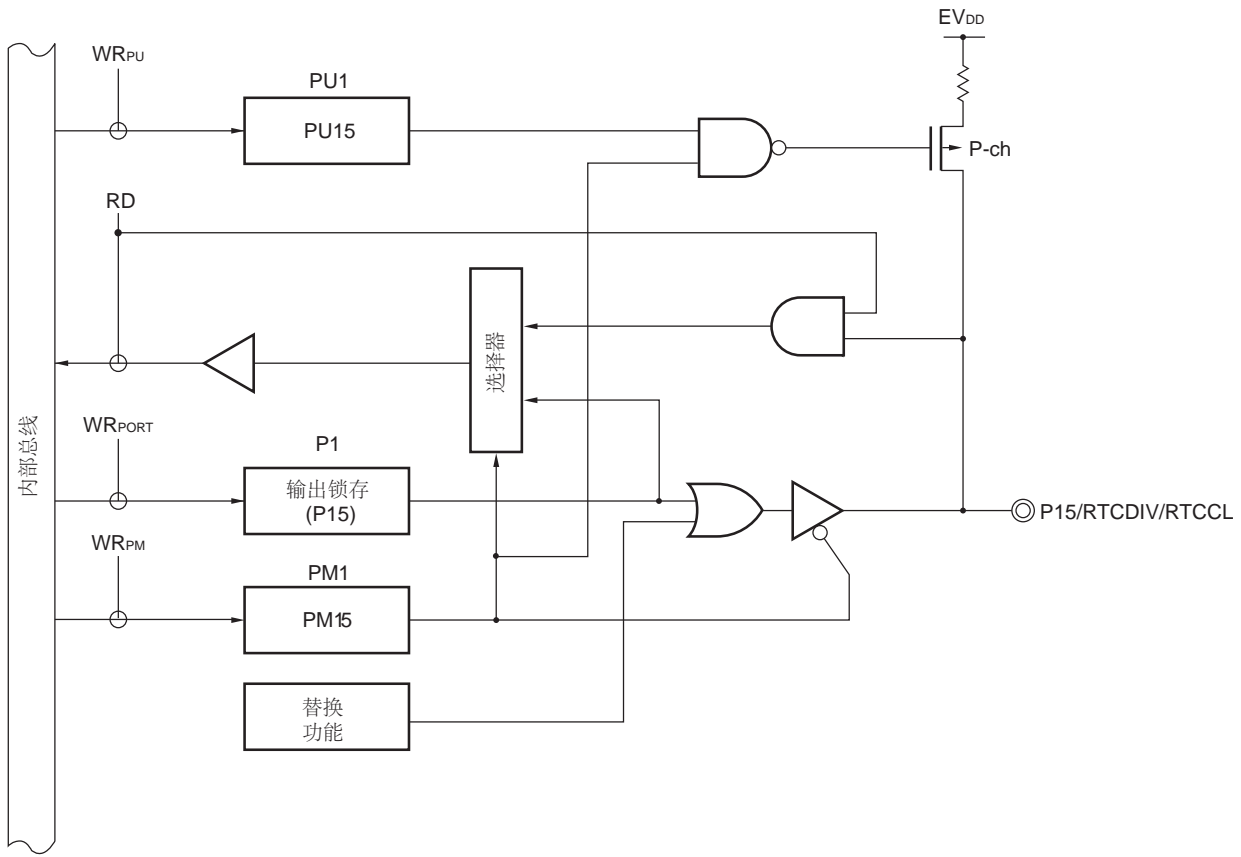 EVDD
WRPU
PU1
PU15
P-ch
RD
选择器
内部总线
WRPORT
P1
输出锁存
(P15)
P15/RTCDIV/RTCCL
WRPM
PM1
PM15
替换
功能